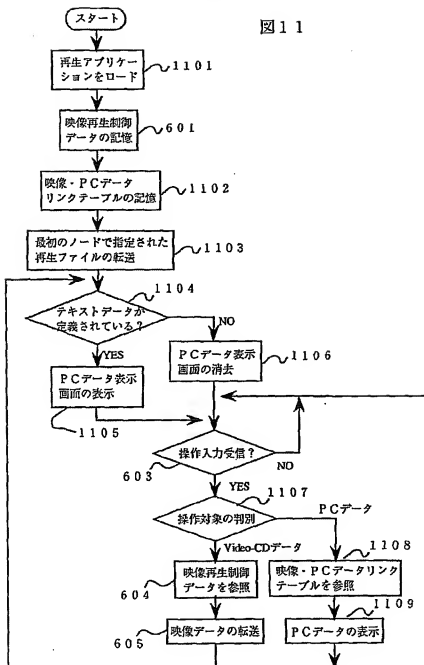 図11
スタート
再生アプリケー
ションをロード
1101
映像再生制御
データの記憶
601
映像・PCデータ
リンクテーブルの記憶
1102
最初のノードで指定された
再生ファイルの転送
1103
1104
テキストデータが
定義されている?
NO
YES
PCデータ表示
画面の消去
1106
PCデータ表示
画面の表示
1105
操作入力受信?
603
NO
YES
1107
操作対象の判別
PCデータ
Video-CDデータ
1108
映像再生制御
データを参照
604
映像・PCデータリンク
テーブルを参照
1109
映像データの転送
605
PCデータの表示